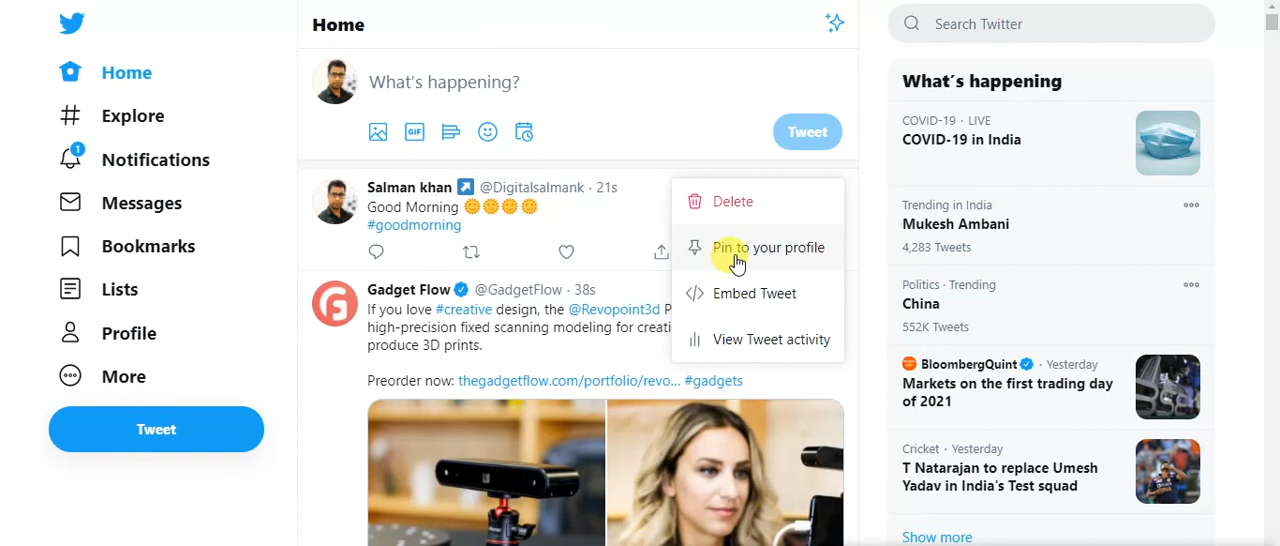 Home
Explore
1
Notifications
Messages
Bookmarks
Lists
Profile
More
Tweet
Home
What's happening?
GIF
Tweet
Salman khan @Digitalsalmank · 21s
Good Morning 🌞🌞🌞🌞
#goodmorning
Delete
Pin to your profile
Embed Tweet
View Tweet activity
Gadget Flow @GadgetFlow · 38s
If you love #creative design, the @Revopoint3d P
high-precision fixed scanning modeling for creati
produce 3D prints.
Preorder now: thegadgetflow.com/portfolio/revo... #gadgets
Search Twitter
What's happening
COVID-19 · LIVE
COVID-19 in India
Trending in India
Mukesh Ambani
4,283 Tweets
Politics · Trending
China
552K Tweets
BloombergQuint · Yesterday
Markets on the first trading day
of 2021
Cricket · Yesterday
T Natarajan to replace Umesh
Yadav in India's Test squad
Show more